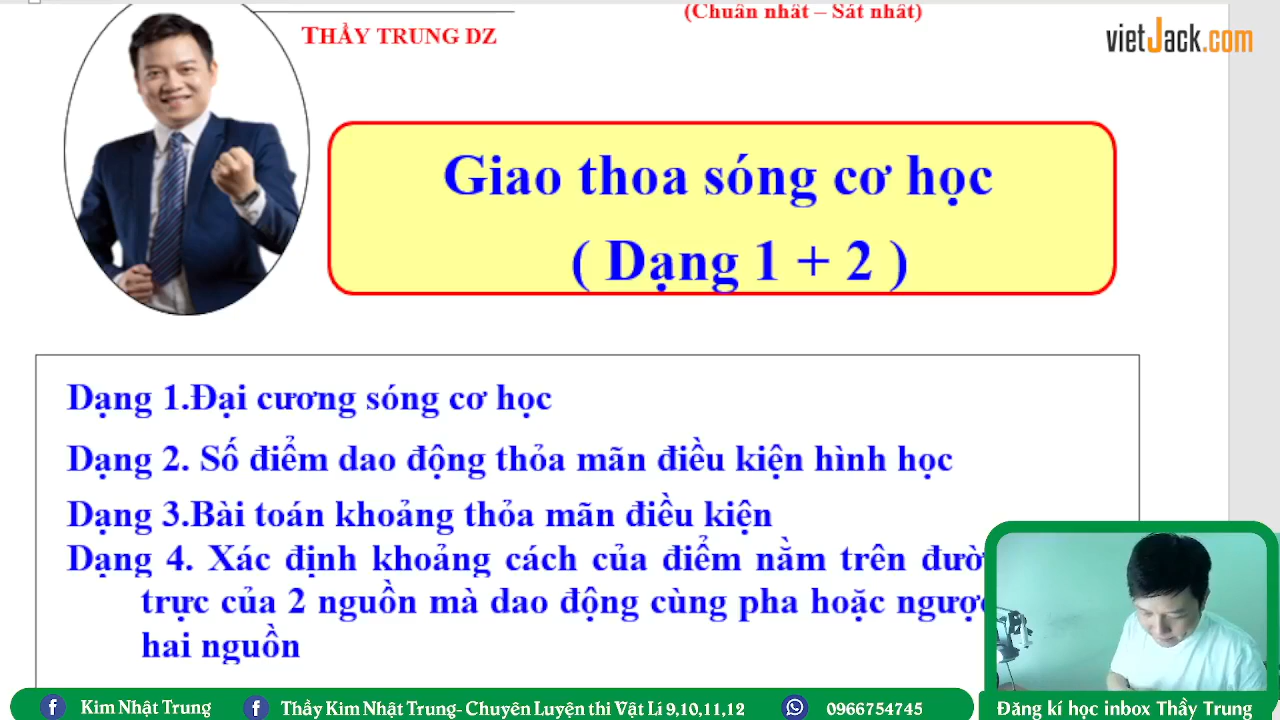 (Chuẩn nhất – Sát nhất)
THẦY TRUNG DZ
vietJack.com
Giao thoa sóng cơ học
( Dạng 1 + 2 )
Dạng 1.Đại cương sóng cơ học
Dạng 2. Số điểm dao động thỏa mãn điều kiện hình học
Dạng 3.Bài toán khoảng thỏa mãn điều kiện
Dạng 4. Xác định khoảng cách của điểm nằm trên
trực của 2 nguồn mà dao động cùng pha hoặc
hai nguồn
Kim Nhật Trung
Thầy Kim Nhật Trung- Chuyên Luyện thi Vật Lí 9,10,11,12
0966754745
Đăng kí học inbox Thầy Trung